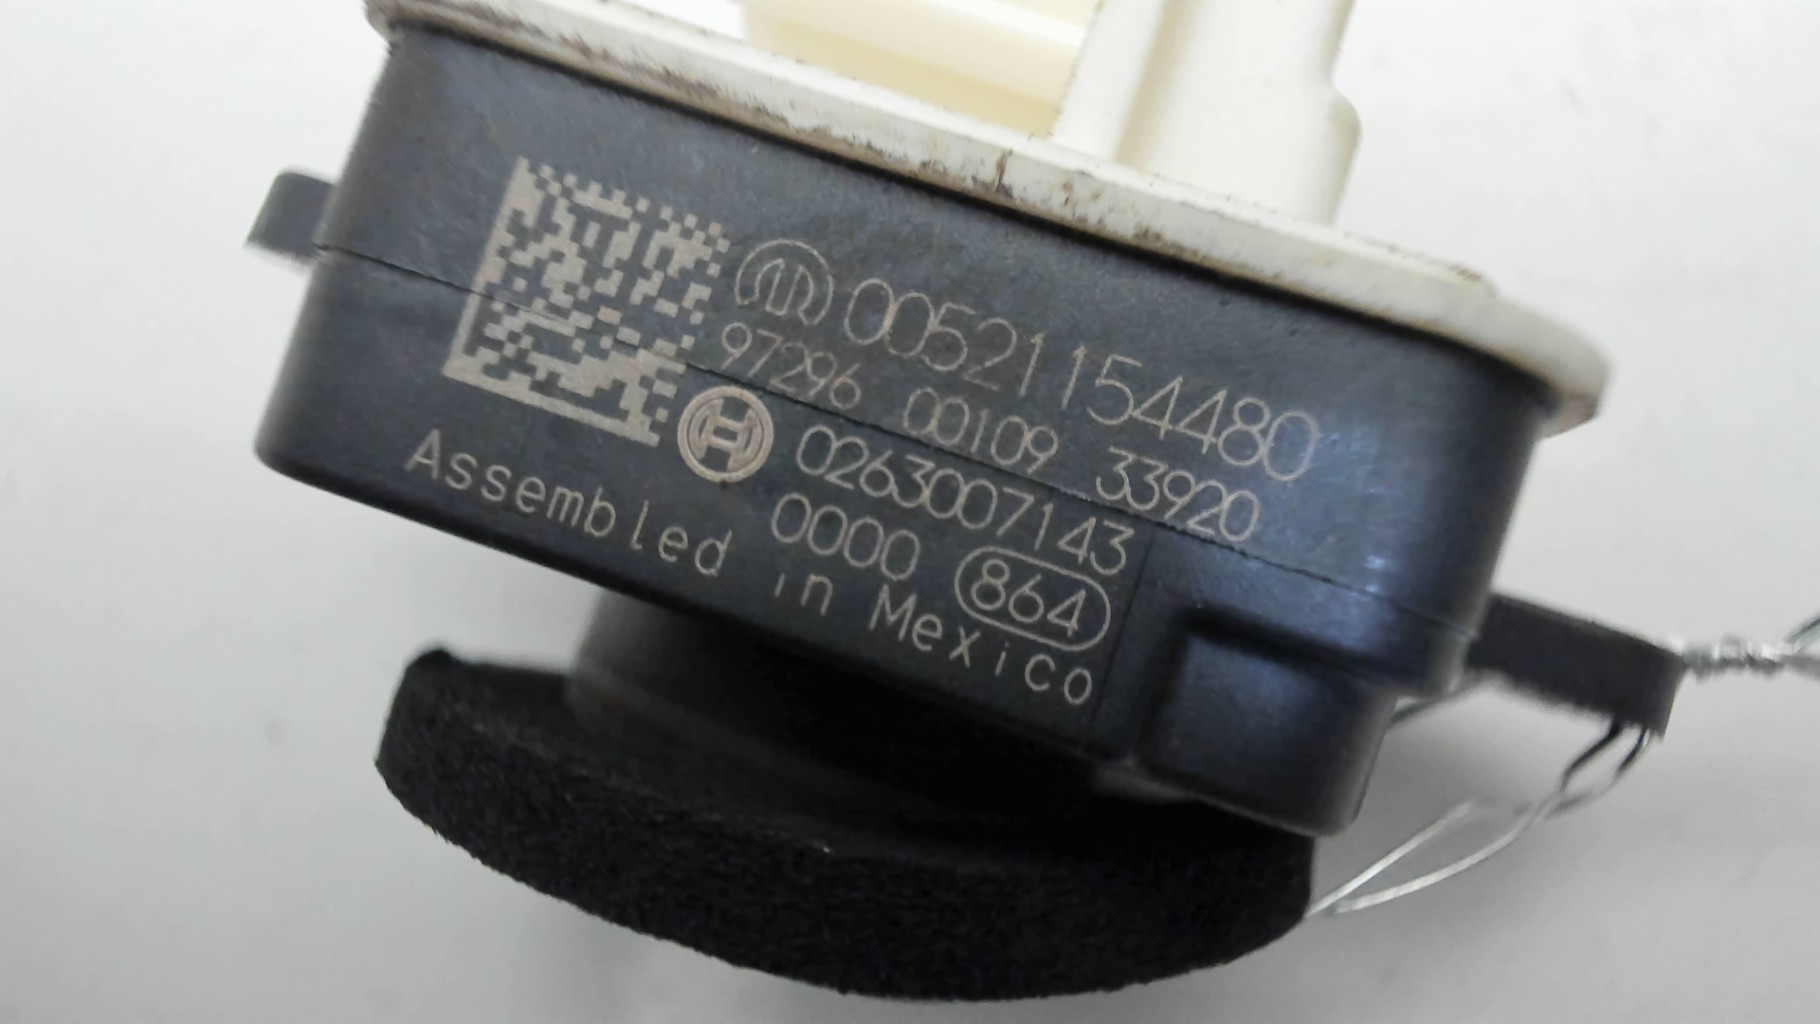 00521154480
97296 00109 33920
0263007143
0000 864
Assembled in Mexico